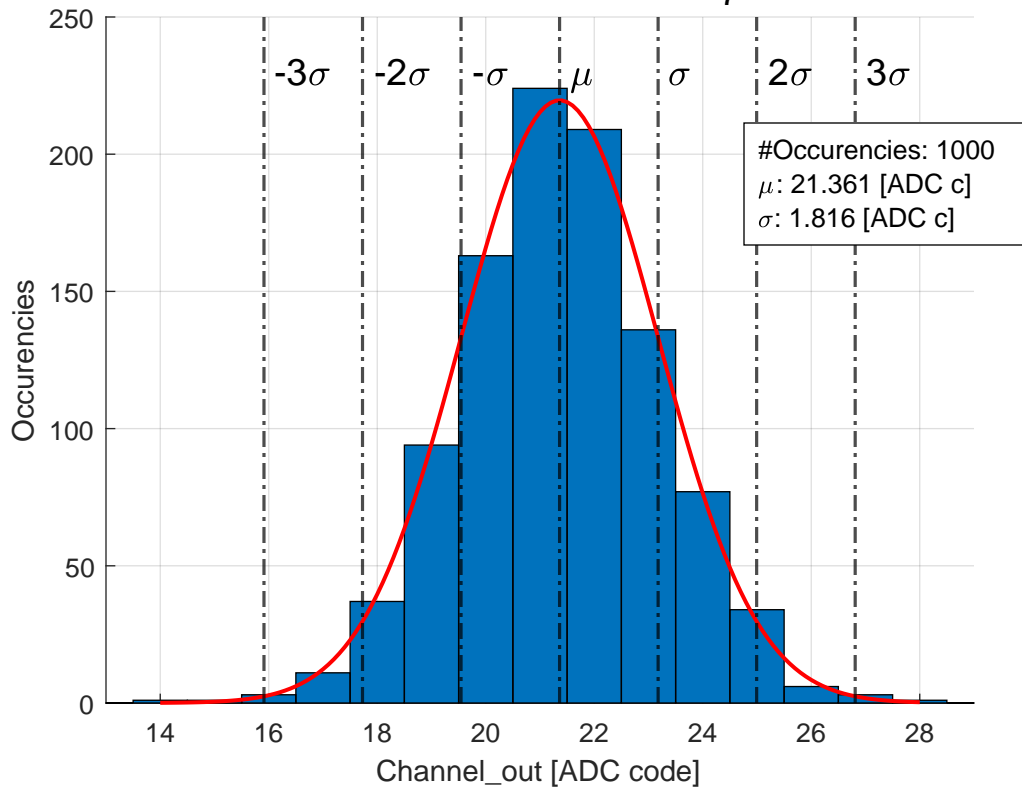 250
200
150
100
50
0
Occurencies
-3σ -2σ -σ μ σ 2σ 3σ
#Occurencies: 1000
μ: 21.361 [ADC c]
σ: 1.816 [ADC c]
14 16 18 20 22 24 26 28
Channel_out [ADC code]